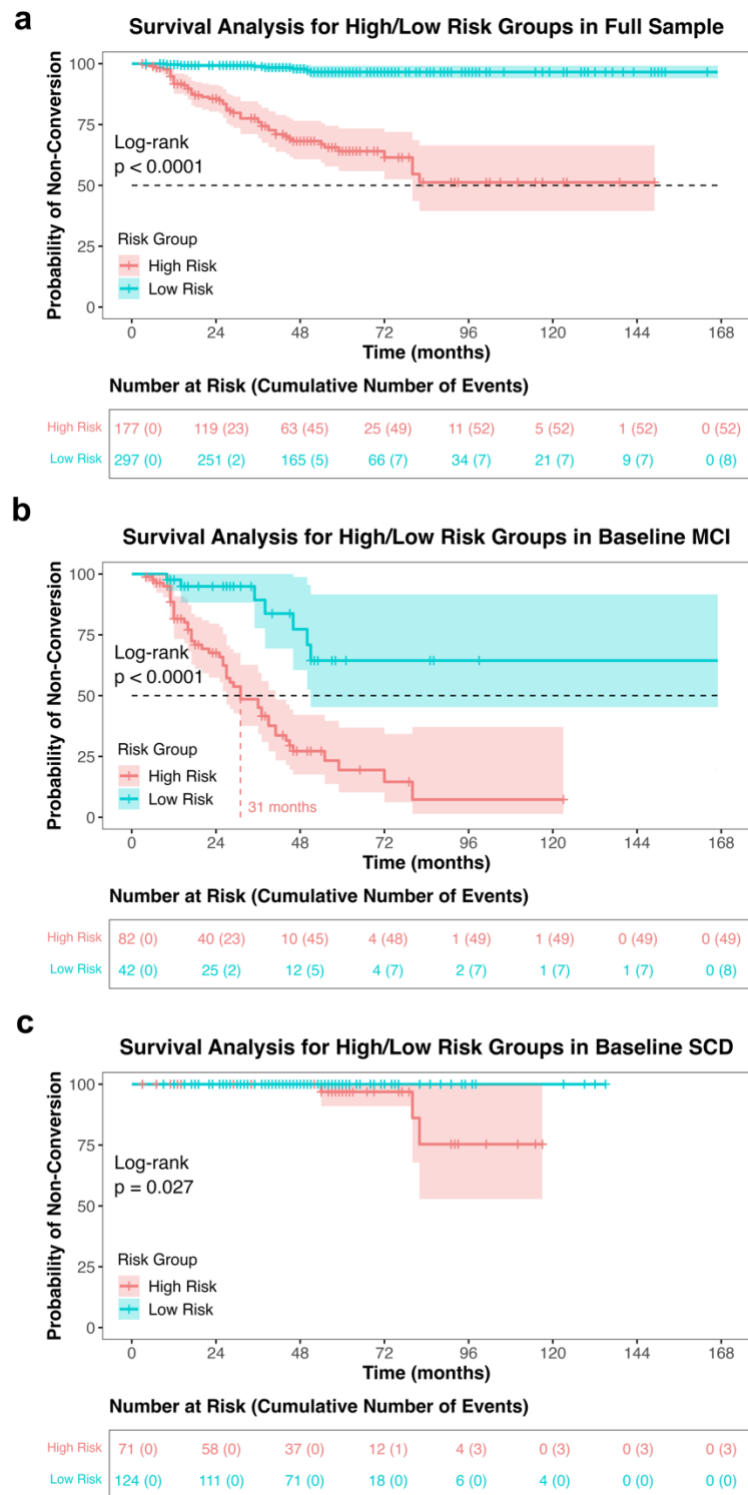 a
Survival Analysis for High/Low Risk Groups in Full Sample
Probability of Non-Conversion
100
75
50
25
0
Log-rank
p < 0.0001
Risk Group
High Risk
Low Risk
0 24 48 72 96 120 144 168
Time (months)
Number at Risk (Cumulative Number of Events)
High Risk 177 (0) 119 (23) 63 (45) 25 (49) 11 (52) 5 (52) 1 (52) 0 (52)
Low Risk 297 (0) 251 (2) 165 (5) 66 (7) 34 (7) 21 (7) 9 (7) 0 (8)
b
Survival Analysis for High/Low Risk Groups in Baseline MCI
Probability of Non-Conversion
100
75
50
25
0
Log-rank
p < 0.0001
Risk Group
High Risk
Low Risk
31 months
0 24 48 72 96 120 144 168
Time (months)
Number at Risk (Cumulative Number of Events)
High Risk 82 (0) 40 (23) 10 (45) 4 (48) 1 (49) 1 (49) 0 (49) 0 (49)
Low Risk 42 (0) 25 (2) 12 (5) 4 (7) 2 (7) 1 (7) 1 (7) 0 (8)
c
Survival Analysis for High/Low Risk Groups in Baseline SCD
Probability of Non-Conversion
100
75
50
25
0
Log-rank
p = 0.027
Risk Group
High Risk
Low Risk
0 24 48 72 96 120 144 168
Time (months)
Number at Risk (Cumulative Number of Events)
High Risk 71 (0) 58 (0) 37 (0) 12 (1) 4 (3) 0 (3) 0 (3) 0 (3)
Low Risk 124 (0) 111 (0) 71 (0) 18 (0) 6 (0) 4 (0) 0 (0) 0 (0)